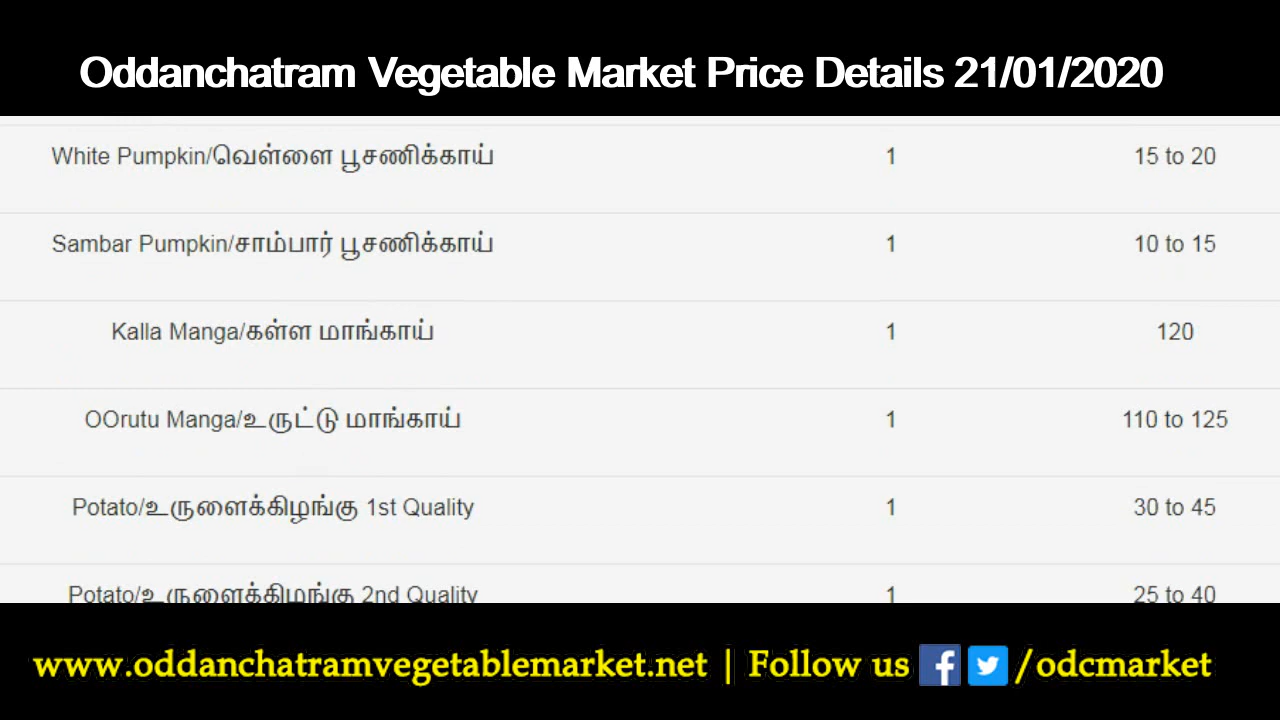 Oddanchatram Vegetable Market Price Details 21/01/2020
White Pumpkin/வெள்ளை பூசணிக்காய் 1 15 to 20
Sambar Pumpkin/சாம்பார் பூசணிக்காய் 1 10 to 15
Kalla Manga/கள்ள மாங்காய் 1 120
OOrutu Manga/உருட்டு மாங்காய் 1 110 to 125
Potato/உருளைக்கிழங்கு 1st Quality 1 30 to 45
Potato/உருளைக்கிழங்கு 2nd Quality 1 25 to 40
www.oddanchatramvegetablemarket.net | Follow us f /odcmarket